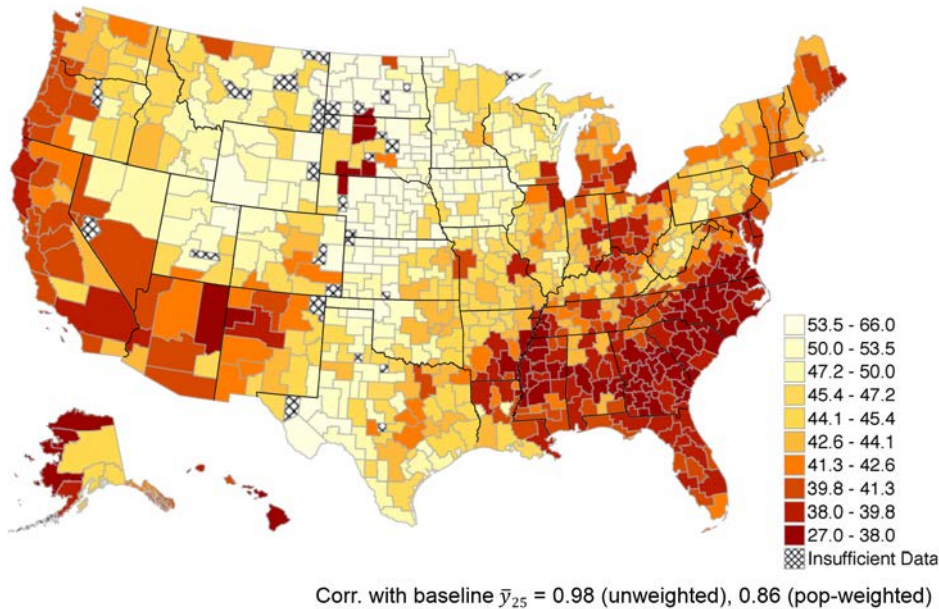 53.5 - 66.0
50.0 - 53.5
47.2 - 50.0
45.4 - 47.2
44.1 - 45.4
42.6 - 44.1
41.3 - 42.6
39.8 - 41.3
38.0 - 39.8
27.0 - 38.0
Insufficient Data
Corr. with baseline ȳ₂₅ = 0.98 (unweighted), 0.86 (pop-weighted)